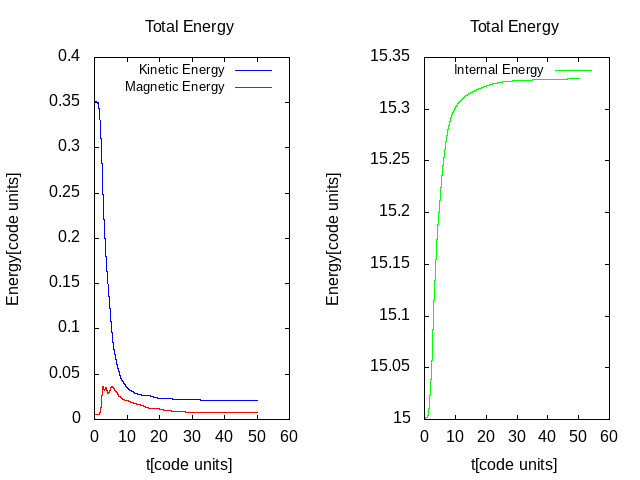 Total Energy
Kinetic Energy
Magnetic Energy
0.4
0.35
0.3
0.25
0.2
0.15
0.1
0.05
0
Energy[code units]
0 10 20 30 40 50 60
t[code units]
Total Energy
Internal Energy
15.35
15.3
15.25
15.2
15.15
15.1
15.05
15
Energy[code units]
0 10 20 30 40 50 60
t[code units]